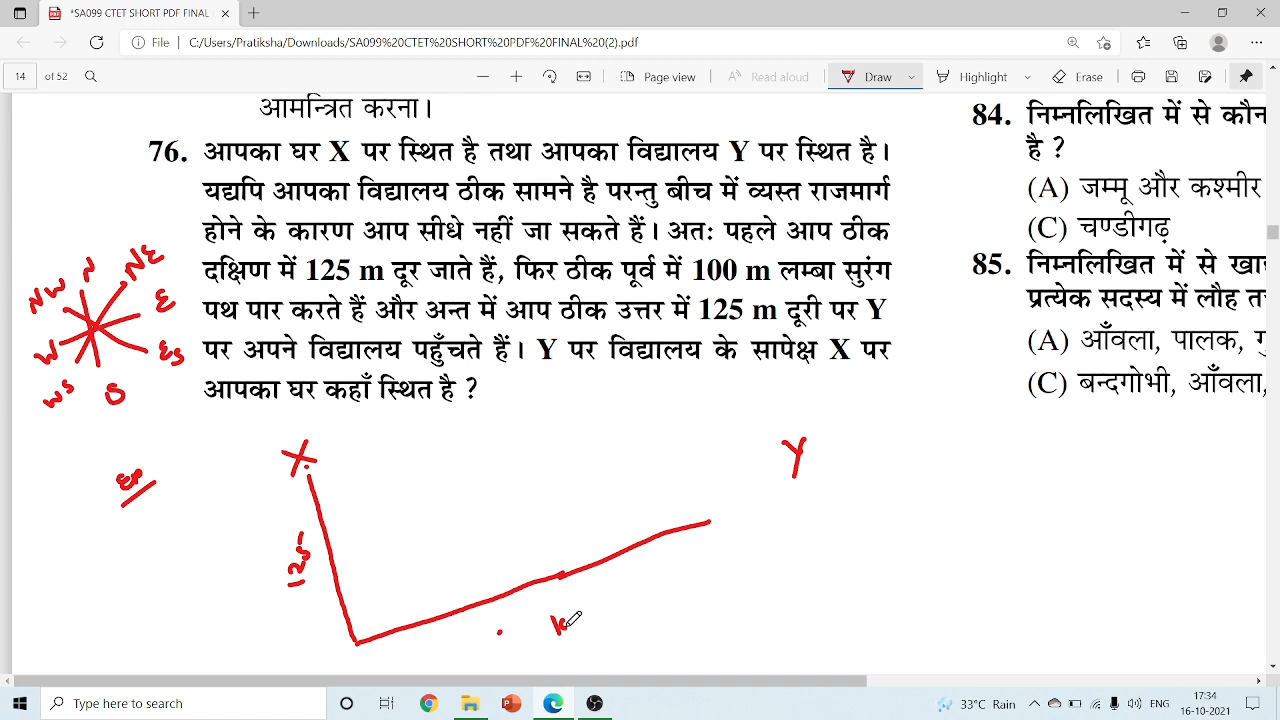 *SA099 CTET SHORT PDF FINAL
File
C:/Users/Pratiksha/Downloads/SA099%20CTET%20SHORT%20PDF%20FINAL%20(2).pdf
14 of 52
Page view
Read aloud
Draw
Highlight
Erase
आमन्त्रित करना।
76. आपका घर X पर स्थित है तथा आपका विद्यालय Y पर स्थित है।
यद्यपि आपका विद्यालय ठीक सामने है परन्तु बीच में व्यस्त राजमार्ग
होने के कारण आप सीधे नहीं जा सकते हैं। अतः पहले आप ठीक
दक्षिण में 125 m दूर जाते हैं, फिर ठीक पूर्व में 100 m लम्बा सुरंग
पथ पार करते हैं और अन्त में आप ठीक उत्तर में 125 m दूरी पर Y
पर अपने विद्यालय पहुँचते हैं। Y पर विद्यालय के सापेक्ष X पर
आपका घर कहाँ स्थित है ?
N
NE
NW
E
W
ES
WS
S
X
Y
125
84. निम्नलिखित में से कौन
है ?
(A) जम्मू और कश्मीर
(C) चण्डीगढ़
85. निम्नलिखित में से खा
प्रत्येक सदस्य में लौह त
(A) आँवला, पालक,
(C) बन्दगोभी, आँवला,
Type here to search
33°C Rain
ENG
17:34
16-10-2021